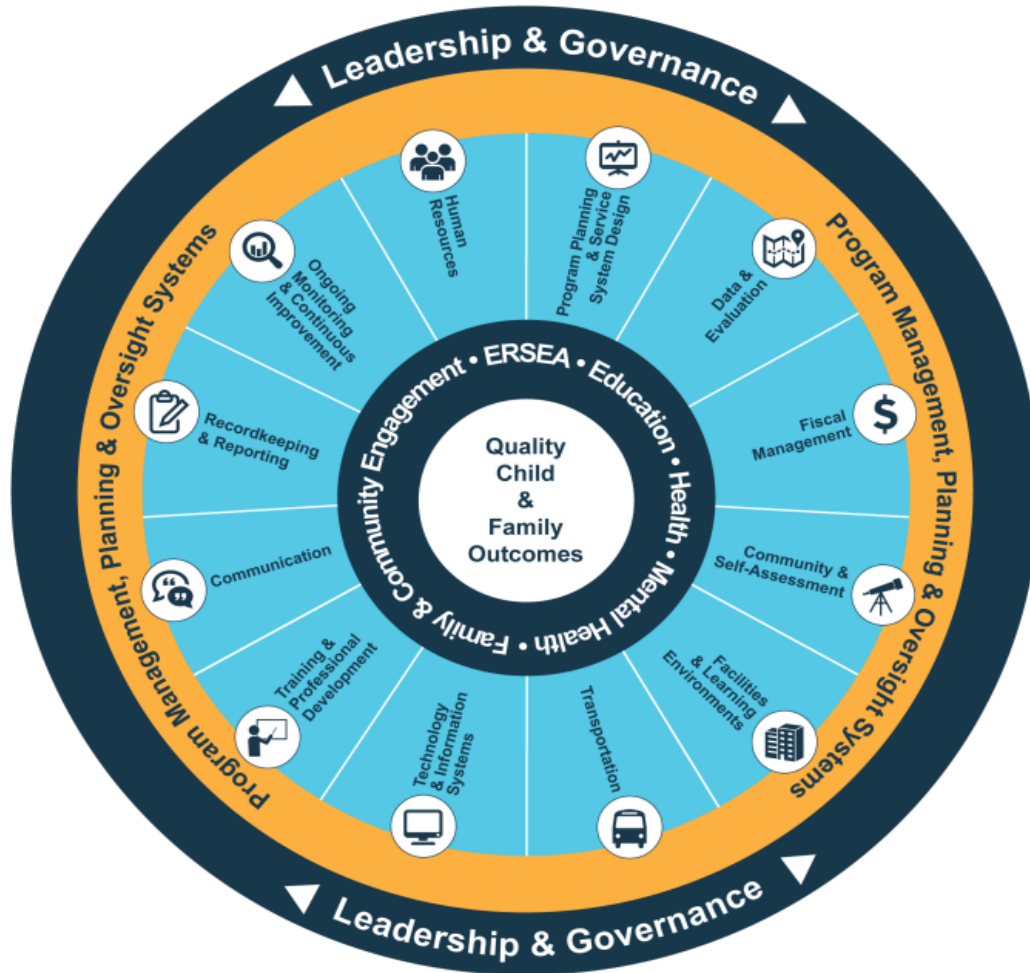 Leadership & Governance
Program Management, Planning & Oversight Systems
Program Management, Planning & Oversight Systems
Program Planning
& Service
System Design
Data &
Evaluation
Fiscal
Management
Community &
Self-Assessment
Facilities
& Learning
Environments
Transportation
Technology
& Information
Systems
Training &
Professional
Development
Communication
Recordkeeping
& Reporting
Ongoing
Monitoring
& Continuous
Improvement
Human
Resources
ERSEA • Education • Health • Mental Health • Family & Community Engagement •
Quality
Child
&
Family
Outcomes
Leadership & Governance